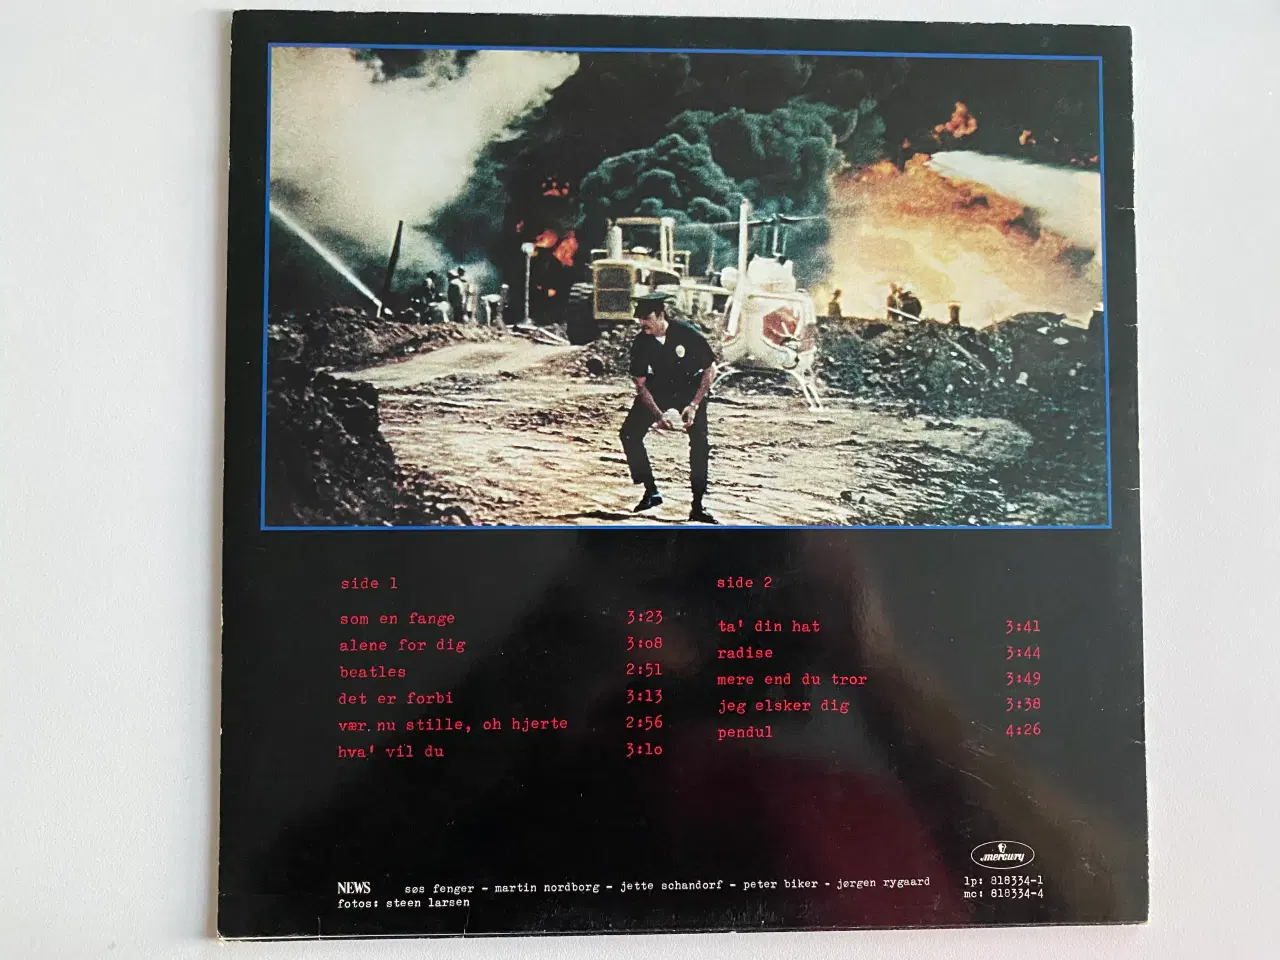 side 1
som en fange 3:23
alene for dig 3:08
beatles 2:51
det er forbi 3:13
vær nu stille, oh hjerte 2:56
hva' vil du 3:10
side 2
ta' din hat 3:41
radise 3:44
mere end du tror 3:49
jeg elsker dig 3:38
pendul 4:26
mercury
NEWS søs fenger - martin nordborg - jette schandorf - peter biker - jørgen rygaard
fotos: steen larsen
lp: 818334-1
mc: 818334-4